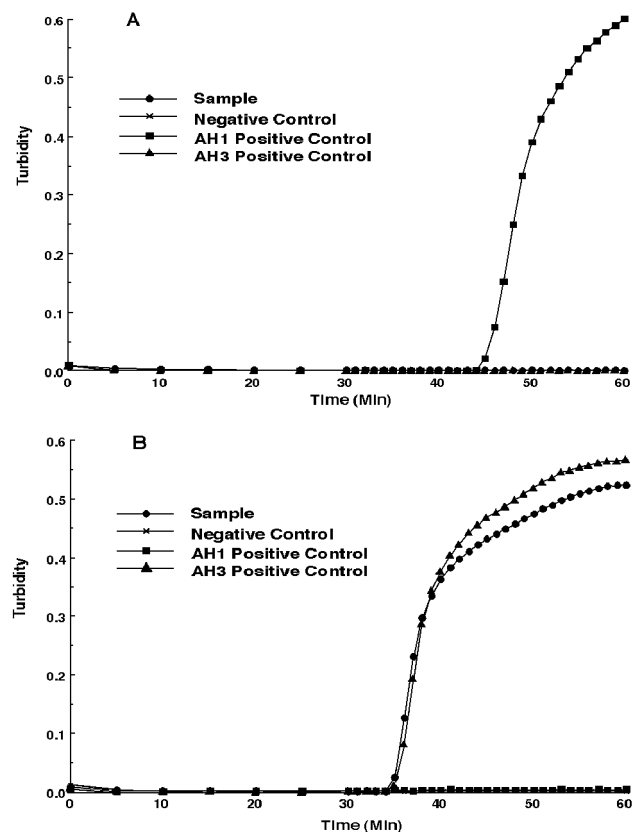 A
0.6
0.5
0.4
0.3
0.2
0.1
0.0
Turbidity
Sample
Negative Control
AH1 Positive Control
AH3 Positive Control
0 10 20 30 40 50 60
Time (Min)
B
0.6
0.5
0.4
0.3
0.2
0.1
0.0
Turbidity
Sample
Negative Control
AH1 Positive Control
AH3 Positive Control
0 10 20 30 40 50 60
Time (Min)